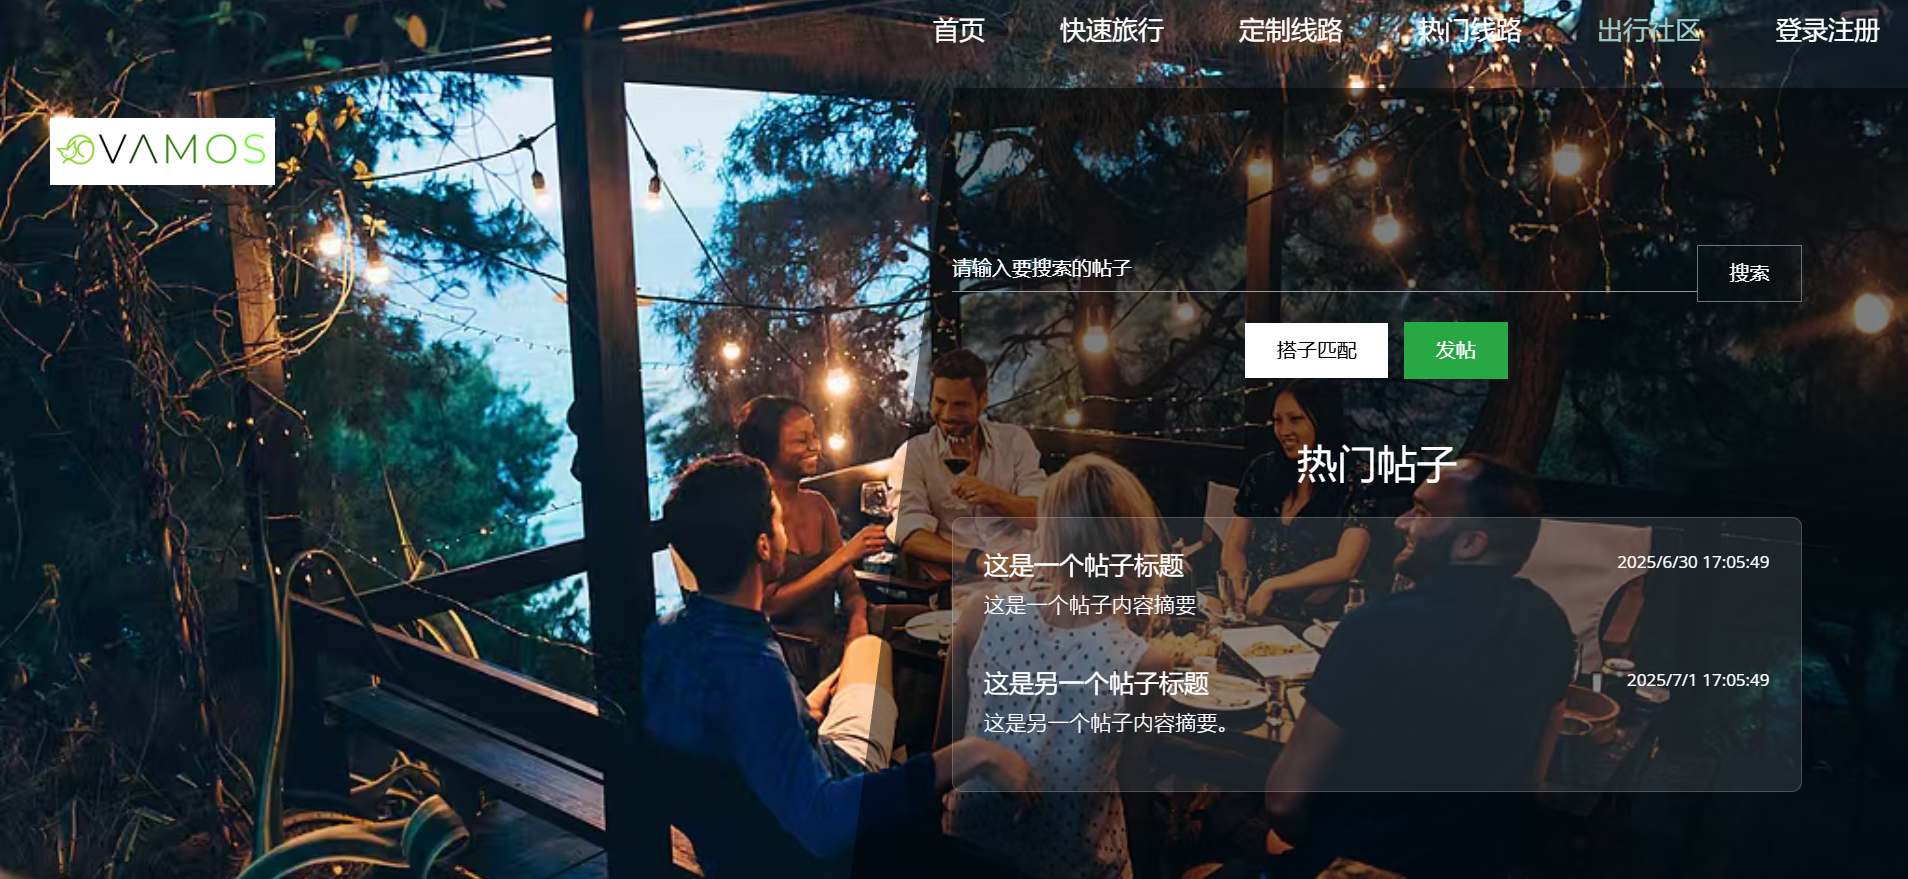 首页 快速旅行 定制线路 热门线路 出行社区 登录注册
VAMOS
请输入要搜索的帖子 搜索
搭子匹配 发帖
热门帖子
这是一个帖子标题 2025/6/30 17:05:49
这是一个帖子内容摘要
这是另一个帖子标题 2025/7/1 17:05:49
这是另一个帖子内容摘要。